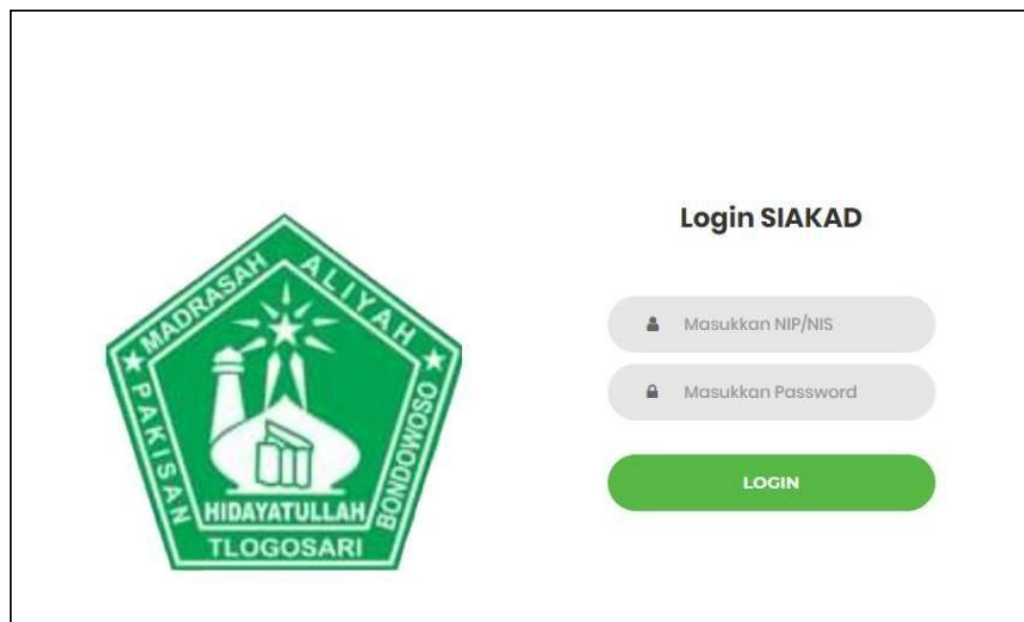 MADRASAH ALIYAH
PAKISAN
BONDOWOSO
HIDAYATULLAH
TLOGOSARI
Login SIAKAD
Masukkan NIP/NIS
Masukkan Password
LOGIN